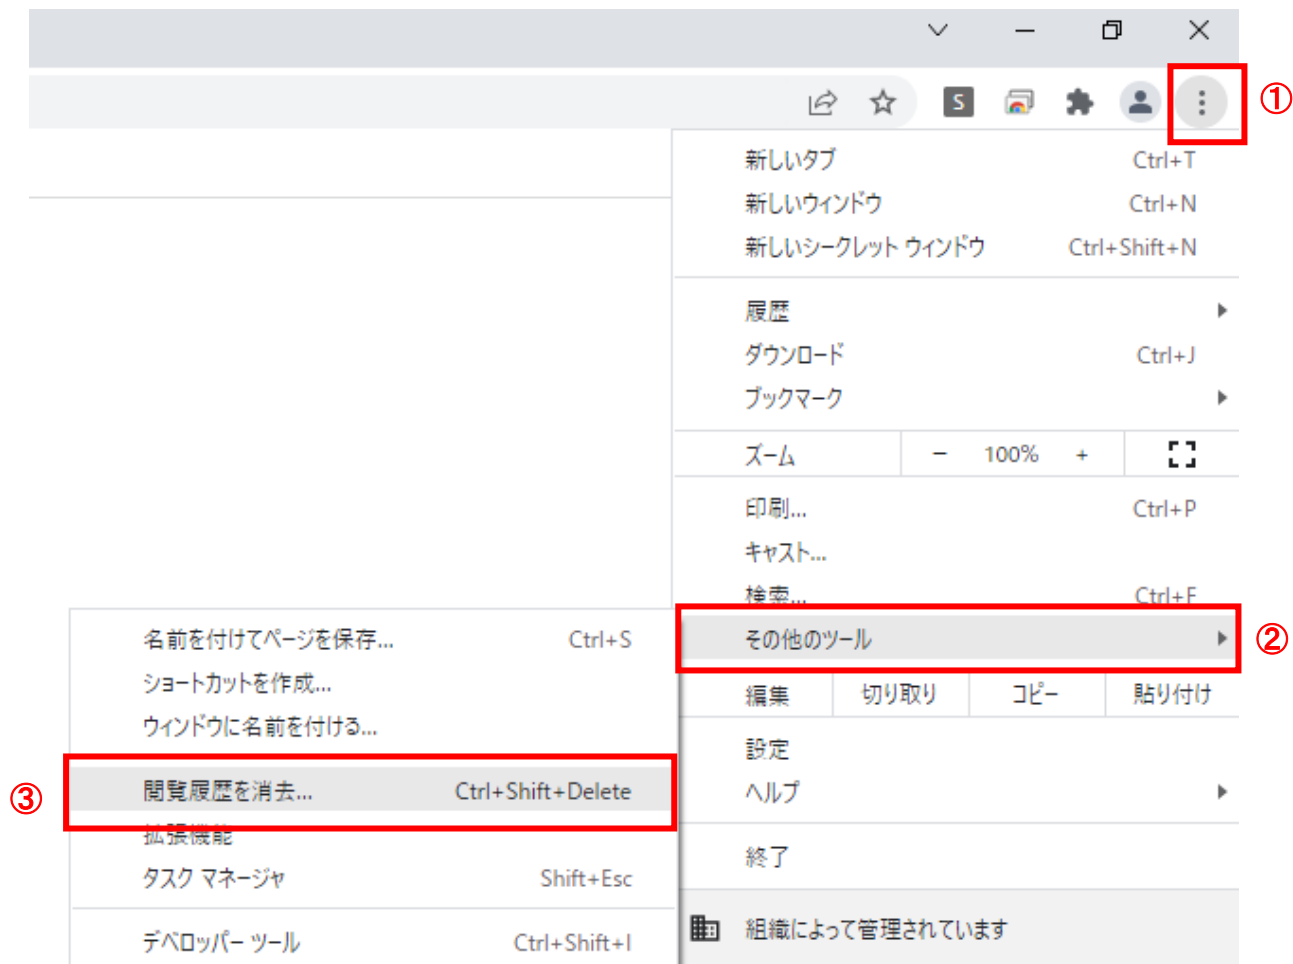 S
①
新しいタブ Ctrl+T
新しいウィンドウ Ctrl+N
新しいシークレット ウィンドウ Ctrl+Shift+N
履歴
ダウンロード Ctrl+J
ブックマーク
ズーム － 100% +
印刷... Ctrl+P
キャスト...
検索... Ctrl+F
その他のツール
②
編集 切り取り コピー 貼り付け
設定
ヘルプ
終了
組織によって管理されています
名前を付けてページを保存... Ctrl+S
ショートカットを作成...
ウィンドウに名前を付ける...
③
閲覧履歴を消去... Ctrl+Shift+Delete
拡張機能
タスク マネージャ Shift+Esc
デベロッパー ツール Ctrl+Shift+I